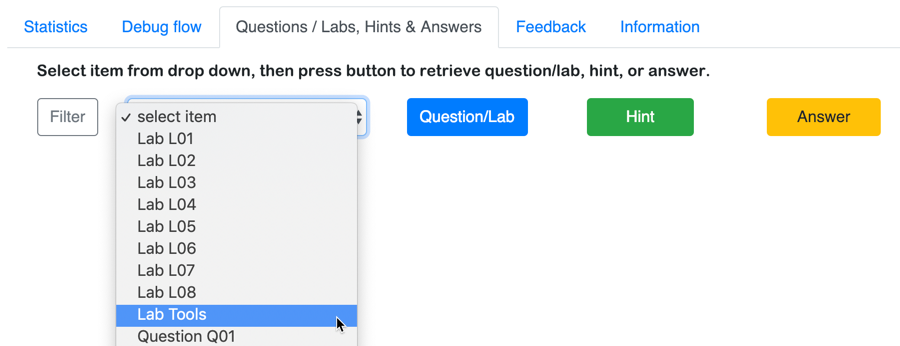 Statistics Debug flow Questions / Labs, Hints & Answers Feedback Information
Select item from drop down, then press button to retrieve question/lab, hint, or answer.
Filter ✓ select item Question/Lab Hint Answer
Lab L01
Lab L02
Lab L03
Lab L04
Lab L05
Lab L06
Lab L07
Lab L08
Lab Tools
Question Q01